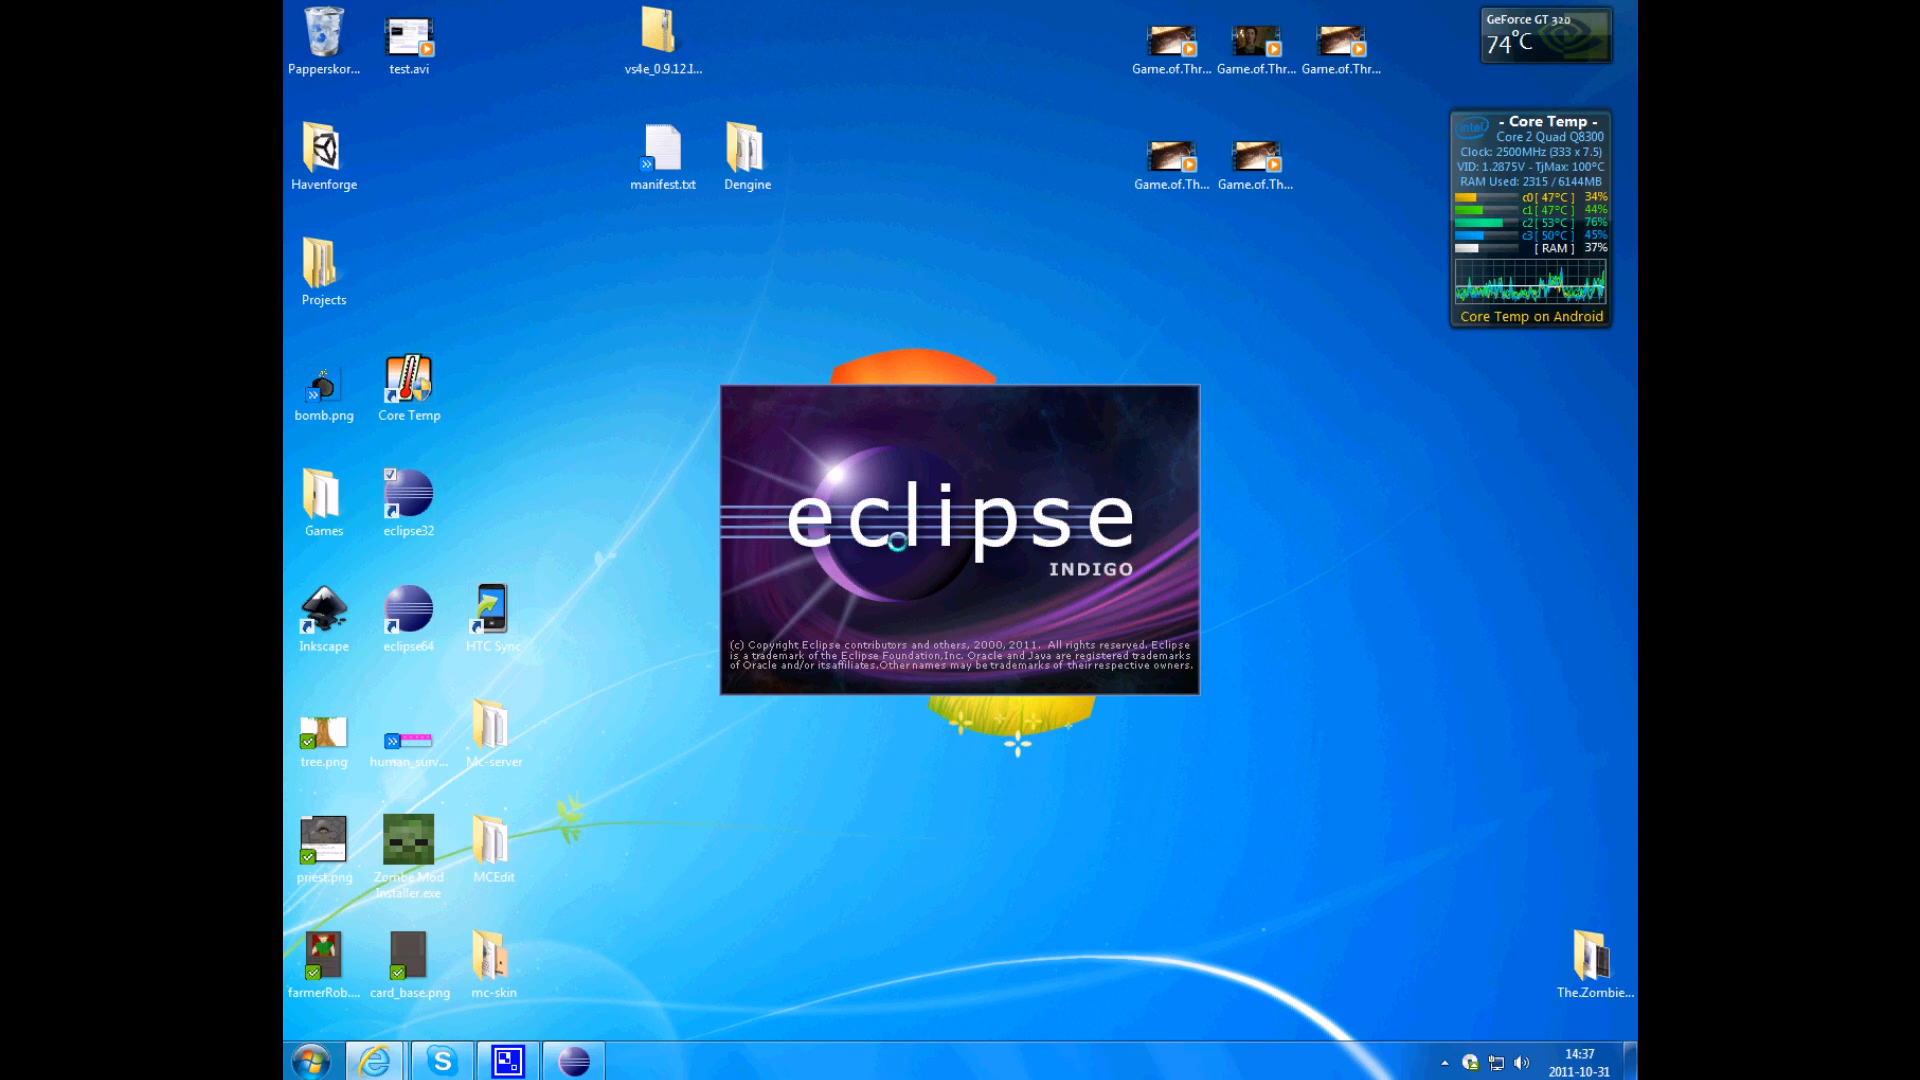 Papperskor...
test.avi
vs4e_0.9.12.I...
Game.of.Thr...
Game.of.Thr...
Game.of.Thr...
GeForce GT 320
74°C
Havenforge
manifest.txt
Dengine
Game.of.Th...
Game.of.Th...
intel
- Core Temp -
Core 2 Quad Q8300
Clock: 2500MHz (333 x 7.5)
VID: 1.2875V - TjMax: 100°C
RAM Used: 2315 / 6144MB
c0[ 47°C ] 34%
c1[ 47°C ] 44%
c2[ 53°C ] 76%
c3[ 50°C ] 45%
[ RAM ] 37%
Core Temp on Android
Projects
bomb.png
Core Temp
Games
eclipse32
eclipse
INDIGO
(c) Copyright Eclipse contributors and others, 2000, 2011. All rights reserved. Eclipse
is a trademark of the Eclipse Foundation, Inc. Oracle and Java are registered trademarks
of Oracle and/or its affiliates. Other names may be trademarks of their respective owners.
Inkscape
eclipse64
HTC Sync
tree.png
human_surv...
Mc-server
priest.png
Zombe Mod
Installer.exe
MCEdit
farmerRob....
card_base.png
mc-skin
The.Zombie...
14:37
2011-10-31